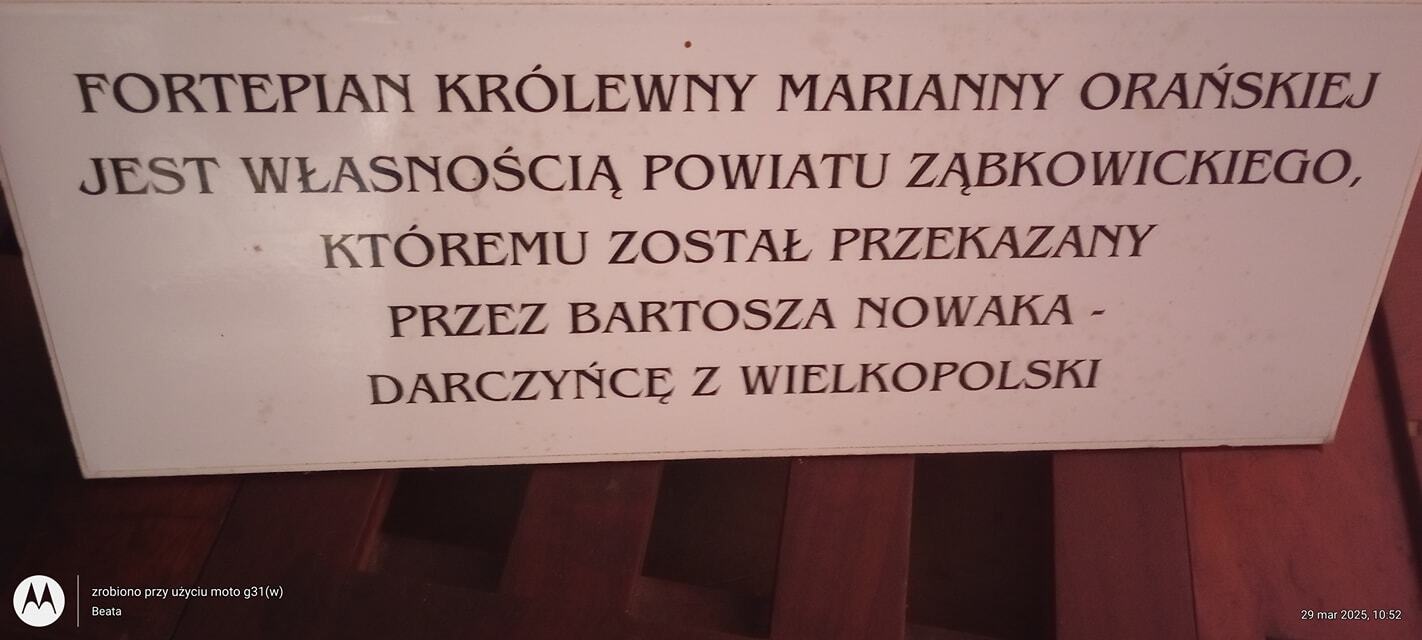 FORTEPIAN KRÓLEWNY MARIANNY ORAŃSKIEJ
JEST WŁASNOŚCIĄ POWIATU ZĄBKOWICKIEGO,
KTÓREMU ZOSTAŁ PRZEKAZANY
PRZEZ BARTOSZA NOWAKA -
DARCZYŃCĘ Z WIELKOPOLSKI
zrobiono przy użyciu moto g31(w)
Beata
29 mar 2025, 10:52